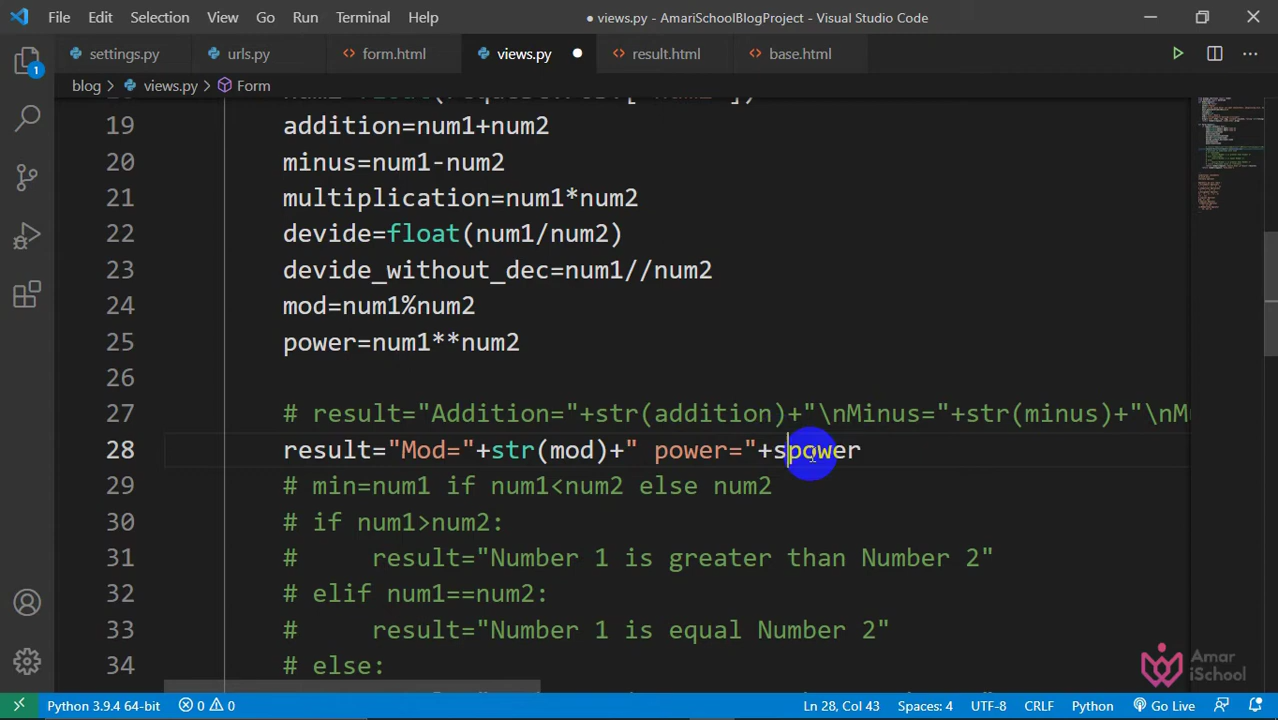 File Edit Selection View Go Run Terminal Help ● views.py - AmariSchoolBlogProject - Visual Studio Code
settings.py urls.py form.html views.py result.html base.html
blog > views.py > Form
19 addition=num1+num2
20 minus=num1-num2
21 multiplication=num1*num2
22 devide=float(num1/num2)
23 devide_without_dec=num1//num2
24 mod=num1%num2
25 power=num1**num2
26
27 # result="Addition="+str(addition)+"\nMinus="+str(minus)+"\nM
28 result="Mod="+str(mod)+" power="+spower
29 # min=num1 if num1<num2 else num2
30 # if num1>num2:
31 #     result="Number 1 is greater than Number 2"
32 # elif num1==num2:
33 #     result="Number 1 is equal Number 2"
34 # else:
1
Amar
iSchool
Python 3.9.4 64-bit 0 0 Ln 28, Col 43 Spaces: 4 UTF-8 CRLF Python Go Live